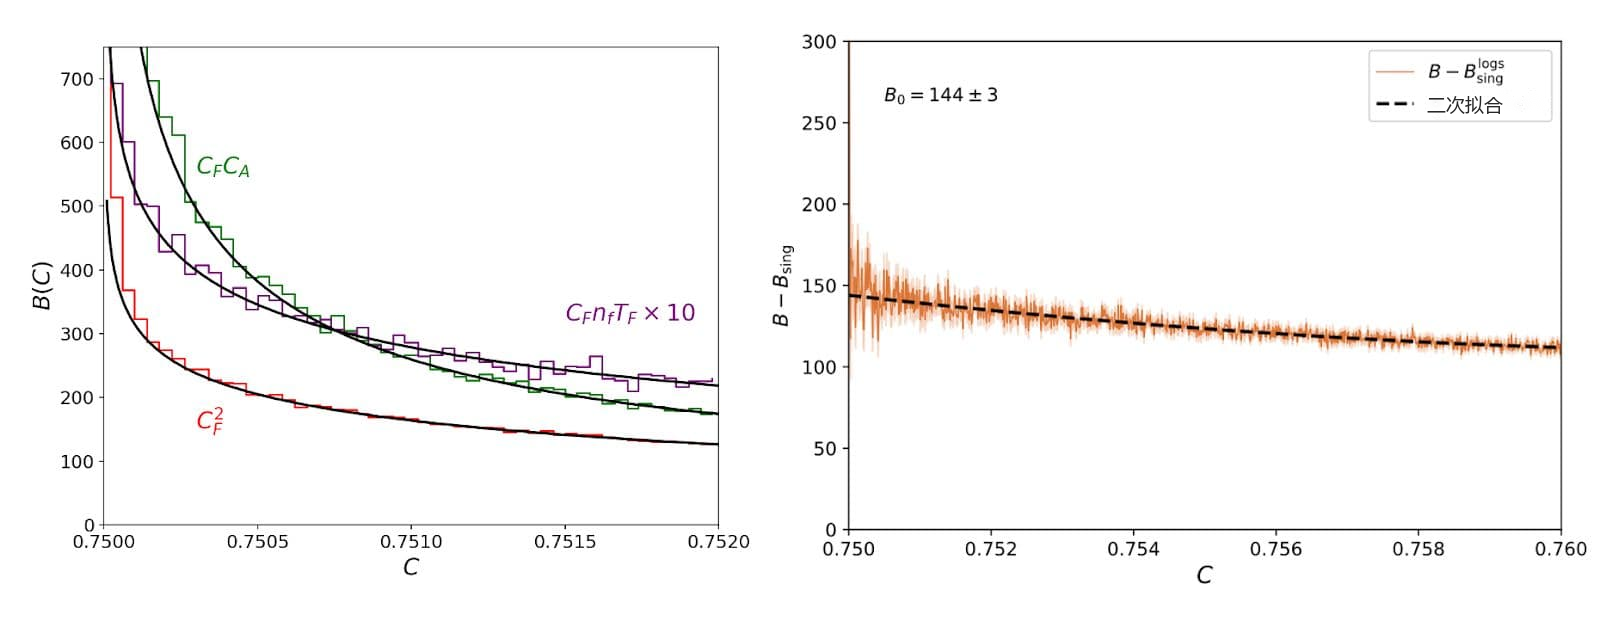 700
600
500
400
300
200
100
0
B(C)
C_F C_A
C_F n_f T_F × 10
C_F^2
0.7500
0.7505
0.7510
0.7515
0.7520
C
300
250
200
150
100
50
0
B − B_sing
B_0 = 144 ± 3
B − B_sing^logs
二次拟合
0.750
0.752
0.754
0.756
0.758
0.760
C